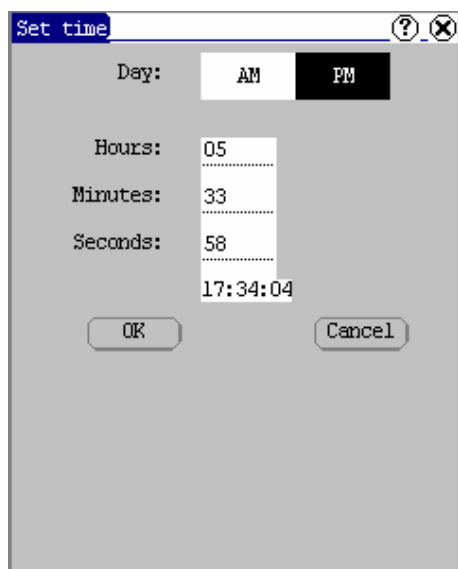 Set time ?
Day: AM PM
Hours: 05
Minutes: 33
Seconds: 58
17:34:04
OK Cancel